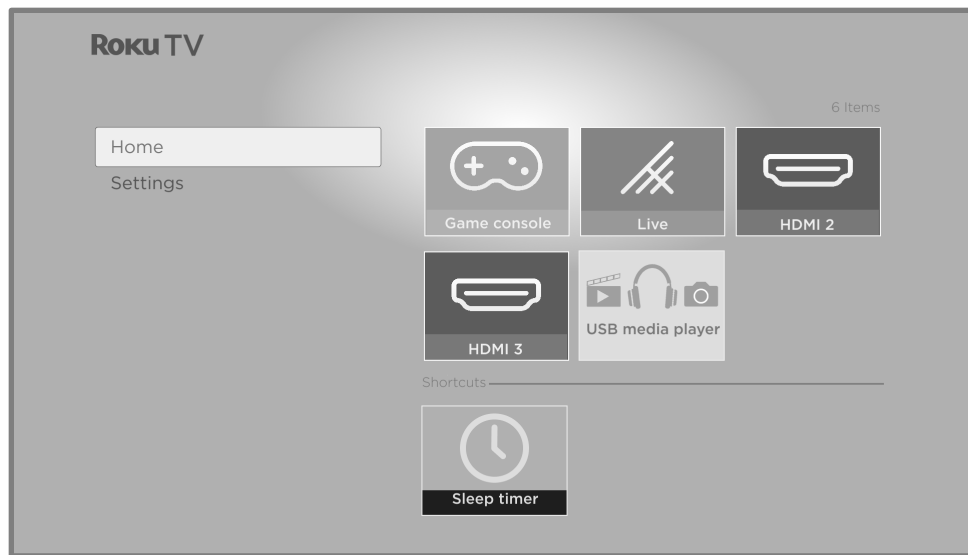 Roku TV
6 Items
Home
Settings
Game console
Live
HDMI 2
HDMI 3
USB media player
Shortcuts
Sleep timer